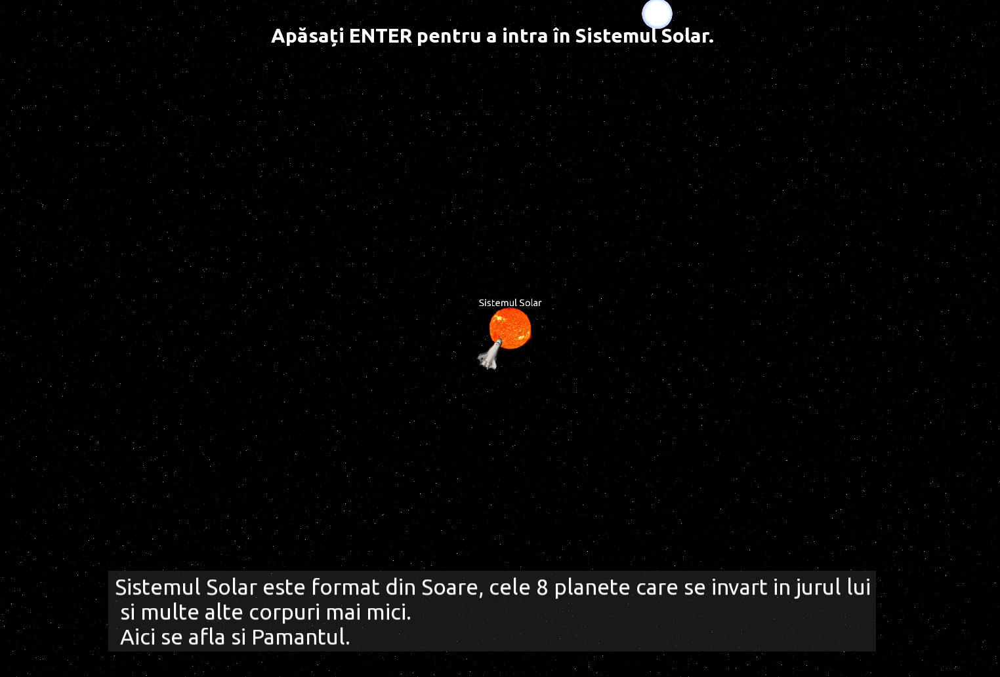 Apăsați ENTER pentru a intra în Sistemul Solar.
Sistemul Solar
Sistemul Solar este format din Soare, cele 8 planete care se invart in jurul lui
si multe alte corpuri mai mici.
Aici se afla si Pamantul.